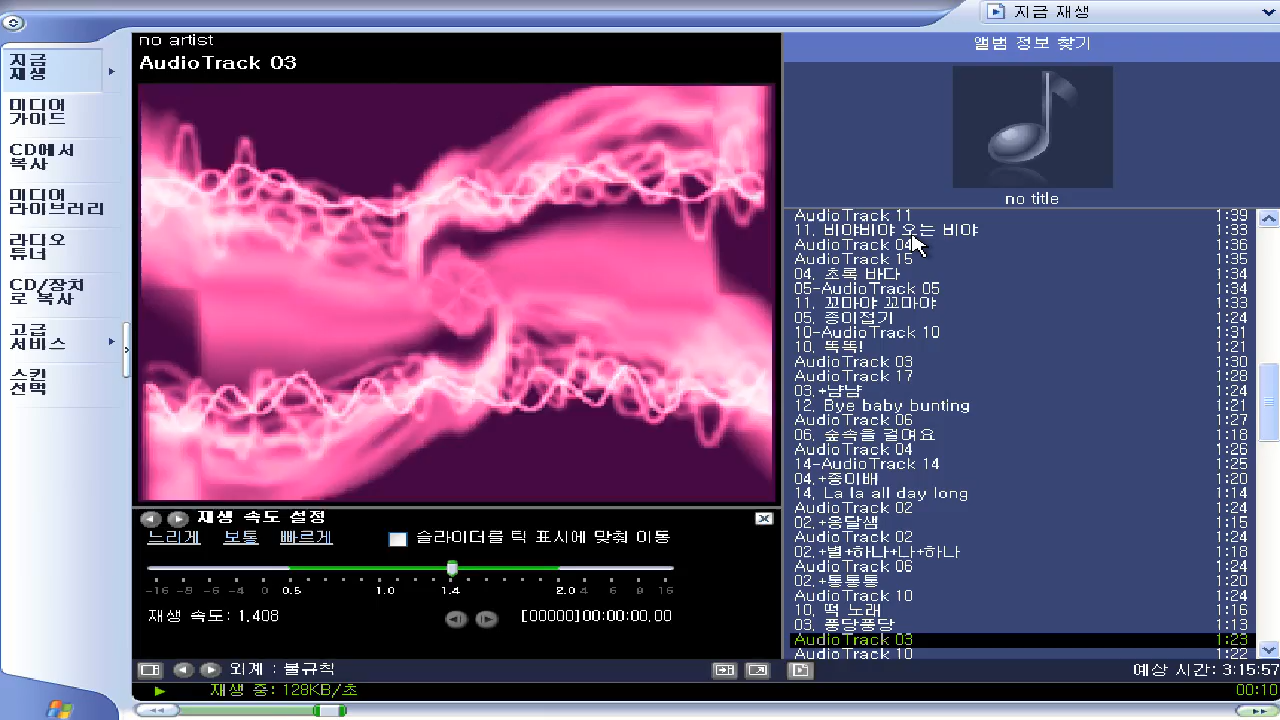 지금 재생
지금
재생
미디어
가이드
CD에서
복사
미디어
라이브러리
라디오
튜너
CD/장치
로 복사
고급
서비스
스킨
선택
no artist
AudioTrack 03
재생 속도 설정
느리게 보통 빠르게 슬라이더를 틱 표시에 맞춰 이동
-16 -8 -6 -4 0 0.5 1.0 1.4 2.0 4 6 8 16
재생 속도: 1.408 [00000]00:00:00.00
외계 : 불규칙
재생 중: 128KB/초
앨범 정보 찾기
no title
AudioTrack 11 1:39
11. 비야비야 오는 비야 1:33
AudioTrack 04 1:36
AudioTrack 15 1:35
04. 초록 바다 1:34
05-AudioTrack 05 1:34
11. 꼬마야 꼬마야 1:33
05. 종이접기 1:24
10-AudioTrack 10 1:31
10. 똑똑! 1:21
AudioTrack 03 1:30
AudioTrack 17 1:28
03.+냠냠 1:24
12. Bye baby bunting 1:21
AudioTrack 06 1:27
06. 숲속을 걸어요 1:18
AudioTrack 04 1:26
14-AudioTrack 14 1:25
04.+종이배 1:20
14. La la all day long 1:14
AudioTrack 02 1:24
02.+옹달샘 1:15
AudioTrack 02 1:24
02.+별+하나+나+하나 1:18
AudioTrack 06 1:24
02.+통통통 1:20
AudioTrack 10 1:24
10. 떡 노래 1:16
03. 퐁당퐁당 1:13
AudioTrack 03 1:23
AudioTrack 10 1:22
예상 시간: 3:15:57
00:10